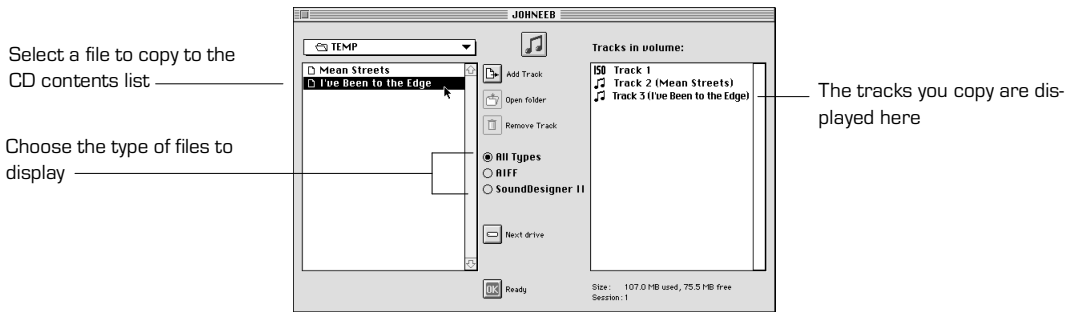 JOHNEEB
Select a file to copy to the
CD contents list
Choose the type of files to
display
TEMP
Mean Streets
I've Been to the Edge
Add Track
Open folder
Remove Track
All Types
AIFF
SoundDesigner II
Next drive
OK Ready
Tracks in volume:
ISO Track 1
Track 2 (Mean Streets)
Track 3 (I've Been to the Edge)
Size: 107.0 MB used, 75.5 MB free
Session: 1
The tracks you copy are dis-
played here